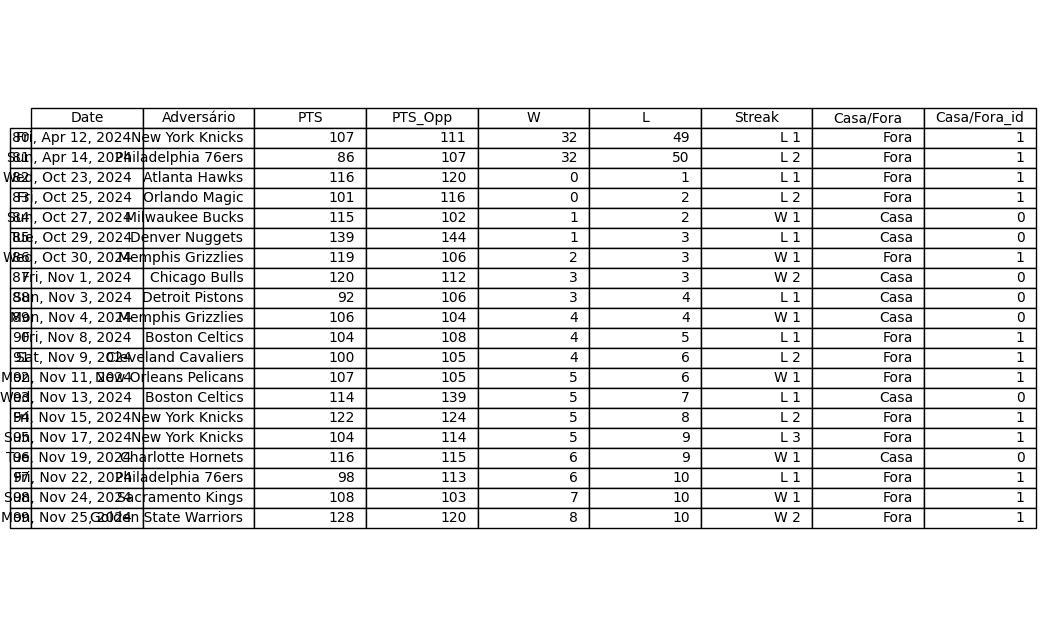 Date Adversário PTS PTS_Opp W L Streak Casa/Fora Casa/Fora_id
80 Fri, Apr 12, 2024 New York Knicks 107 111 32 49 L 1 Fora 1
81 Sun, Apr 14, 2024 Philadelphia 76ers 86 107 32 50 L 2 Fora 1
82 Wed, Oct 23, 2024 Atlanta Hawks 116 120 0 1 L 1 Fora 1
83 Fri, Oct 25, 2024 Orlando Magic 101 116 0 2 L 2 Fora 1
84 Sun, Oct 27, 2024 Milwaukee Bucks 115 102 1 2 W 1 Casa 0
85 Tue, Oct 29, 2024 Denver Nuggets 139 144 1 3 L 1 Casa 0
86 Wed, Oct 30, 2024 Memphis Grizzlies 119 106 2 3 W 1 Fora 1
87 Fri, Nov 1, 2024 Chicago Bulls 120 112 3 3 W 2 Casa 0
88 Sun, Nov 3, 2024 Detroit Pistons 92 106 3 4 L 1 Casa 0
89 Mon, Nov 4, 2024 Memphis Grizzlies 106 104 4 4 W 1 Casa 0
90 Fri, Nov 8, 2024 Boston Celtics 104 108 4 5 L 1 Fora 1
91 Sat, Nov 9, 2024 Cleveland Cavaliers 100 105 4 6 L 2 Fora 1
92 Mon, Nov 11, 2024 New Orleans Pelicans 107 105 5 6 W 1 Fora 1
93 Wed, Nov 13, 2024 Boston Celtics 114 139 5 7 L 1 Casa 0
94 Fri, Nov 15, 2024 New York Knicks 122 124 5 8 L 2 Fora 1
95 Sun, Nov 17, 2024 New York Knicks 104 114 5 9 L 3 Fora 1
96 Tue, Nov 19, 2024 Charlotte Hornets 116 115 6 9 W 1 Casa 0
97 Fri, Nov 22, 2024 Philadelphia 76ers 98 113 6 10 L 1 Fora 1
98 Sun, Nov 24, 2024 Sacramento Kings 108 103 7 10 W 1 Fora 1
99 Mon, Nov 25, 2024 Golden State Warriors 128 120 8 10 W 2 Fora 1